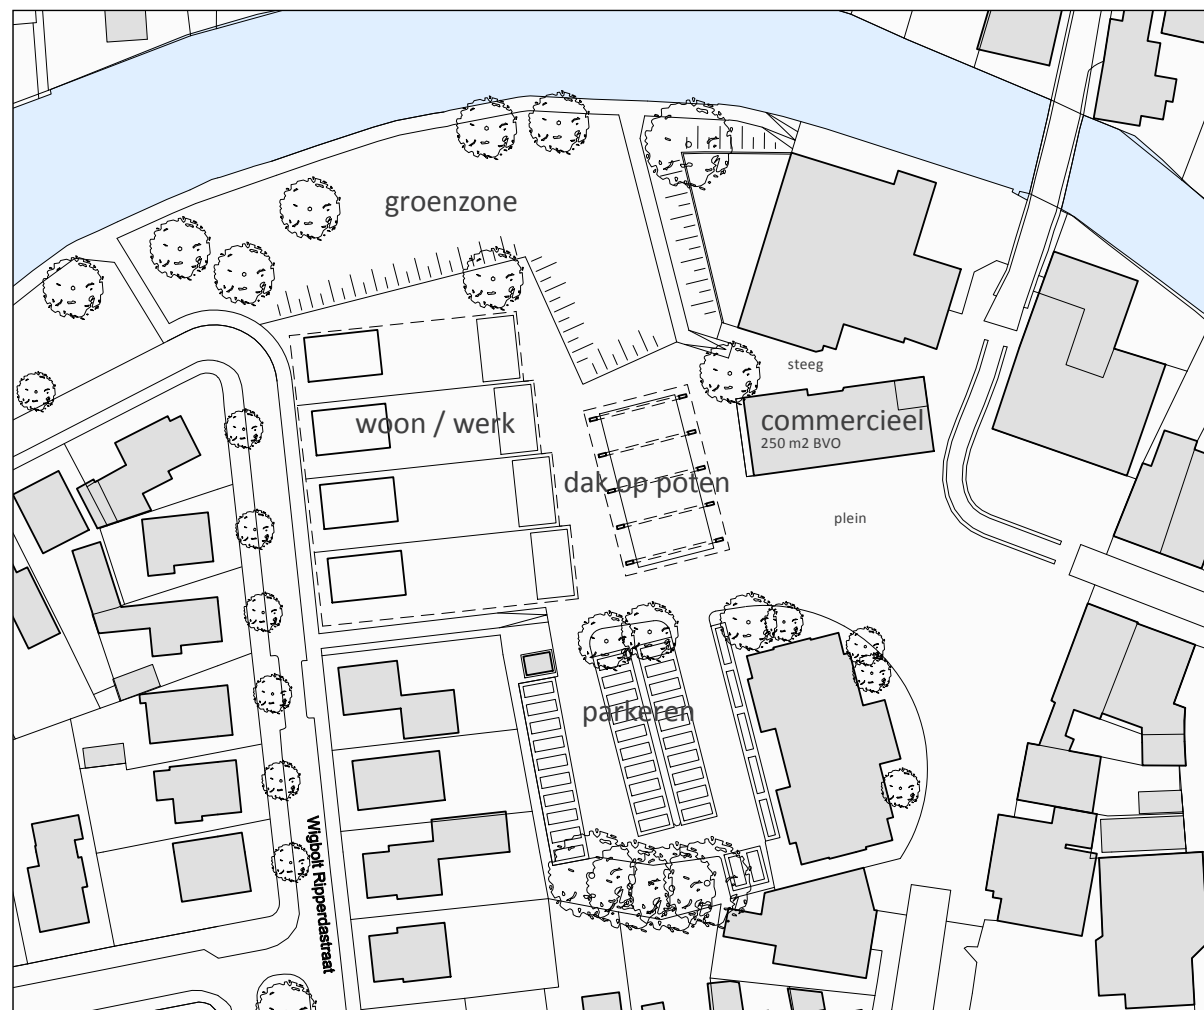 groenzone
steeg
woon / werk
commercieel
250 m2 BVO
dak op poten
plein
parkeren
Wigbolt Ripperdastraat